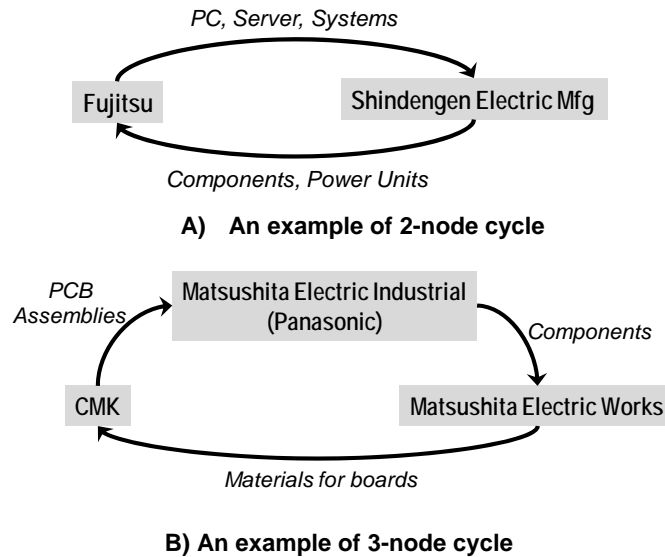 PC, Server, Systems
Fujitsu
Shindengen Electric Mfg
Components, Power Units
A) An example of 2-node cycle
PCB
Assemblies
Matsushita Electric Industrial
(Panasonic)
Components
CMK
Matsushita Electric Works
Materials for boards
B) An example of 3-node cycle